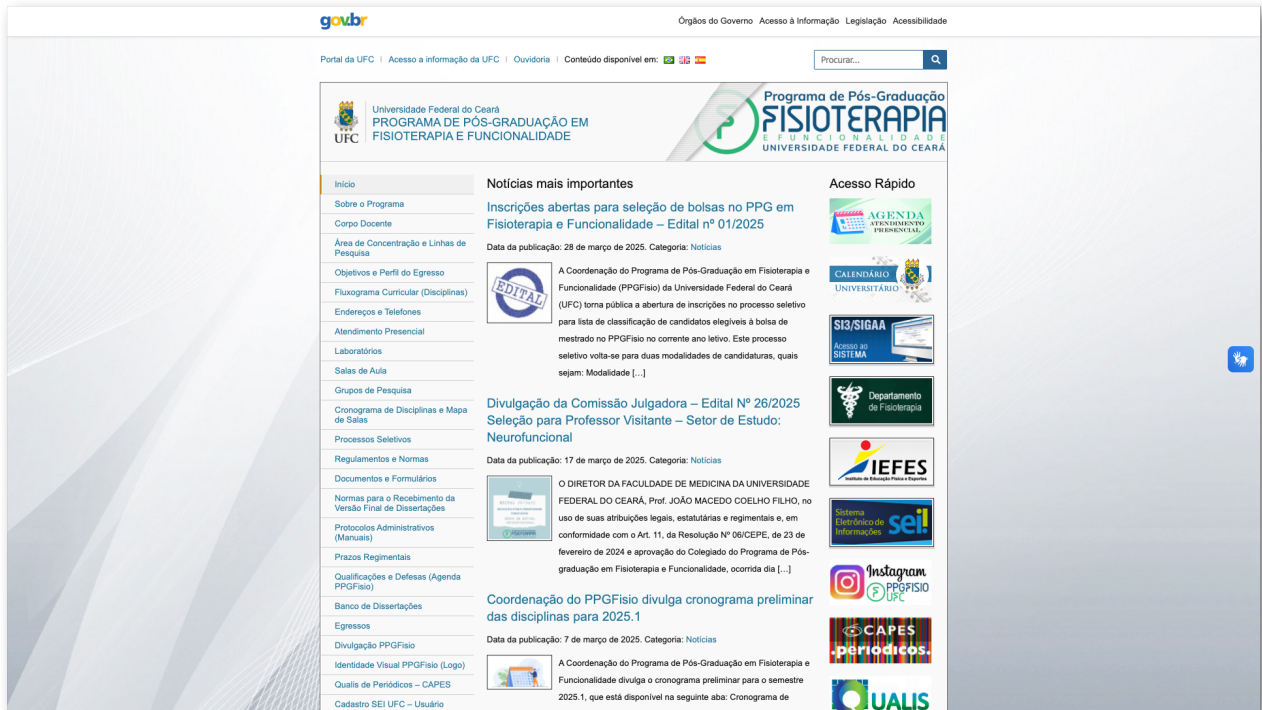 gov.br
Órgãos do Governo Acesso à Informação Legislação Acessibilidade
Portal da UFC | Acesso a informação da UFC | Ouvidoria | Conteúdo disponível em:
Procurar...
UFC
Universidade Federal do Ceará
PROGRAMA DE PÓS-GRADUAÇÃO EM
FISIOTERAPIA E FUNCIONALIDADE
Programa de Pós-Graduação
FISIOTERAPIA
E FUNCIONALIDADE
UNIVERSIDADE FEDERAL DO CEARÁ
Início
Sobre o Programa
Corpo Docente
Área de Concentração e Linhas de
Pesquisa
Objetivos e Perfil do Egresso
Fluxograma Curricular (Disciplinas)
Endereços e Telefones
Atendimento Presencial
Laboratórios
Salas de Aula
Grupos de Pesquisa
Cronograma de Disciplinas e Mapa
de Salas
Processos Seletivos
Regulamentos e Normas
Documentos e Formulários
Normas para o Recebimento da
Versão Final de Dissertações
Protocolos Administrativos
(Manuais)
Prazos Regimentais
Qualificações e Defesas (Agenda
PPGFisio)
Banco de Dissertações
Egressos
Divulgação PPGFisio
Identidade Visual PPGFisio (Logo)
Qualis de Periódicos – CAPES
Cadastro SEI UFC – Usuário
Notícias mais importantes
Inscrições abertas para seleção de bolsas no PPG em
Fisioterapia e Funcionalidade – Edital nº 01/2025
Data da publicação: 28 de março de 2025. Categoria: Notícias
EDITAL
A Coordenação do Programa de Pós-Graduação em Fisioterapia e
Funcionalidade (PPGFisio) da Universidade Federal do Ceará
(UFC) torna pública a abertura de inscrições no processo seletivo
para lista de classificação de candidatos elegíveis à bolsa de
mestrado no PPGFisio no corrente ano letivo. Este processo
seletivo volta-se para duas modalidades de candidaturas, quais
sejam: Modalidade […]
Divulgação da Comissão Julgadora – Edital Nº 26/2025
Seleção para Professor Visitante – Setor de Estudo:
Neurofuncional
Data da publicação: 17 de março de 2025. Categoria: Notícias
O DIRETOR DA FACULDADE DE MEDICINA DA UNIVERSIDADE
FEDERAL DO CEARÁ, Prof. JOÃO MACEDO COELHO FILHO, no
uso de suas atribuições legais, estatutárias e regimentais e, em
conformidade com o Art. 11, da Resolução Nº 06/CEPE, de 23 de
fevereiro de 2024 e aprovação do Colegiado do Programa de Pós-
graduação em Fisioterapia e Funcionalidade, ocorrida dia […]
Coordenação do PPGFisio divulga cronograma preliminar
das disciplinas para 2025.1
Data da publicação: 7 de março de 2025. Categoria: Notícias
A Coordenação do Programa de Pós-Graduação em Fisioterapia e
Funcionalidade divulga o cronograma preliminar para o semestre
2025.1, que está disponível na seguinte aba: Cronograma de
Acesso Rápido
AGENDA
ATENDIMENTO
PRESENCIAL
CALENDÁRIO
UNIVERSITÁRIO
SI3/SIGAA
Acesso ao
SISTEMA
Departamento
de Fisioterapia
IEFES
Instituto de Educação Física e Esportes
Sistema
Eletrônico de
Informações
sei!
Instagram
PPGFISIO
UFC
CAPES
.periodicos.
QUALIS